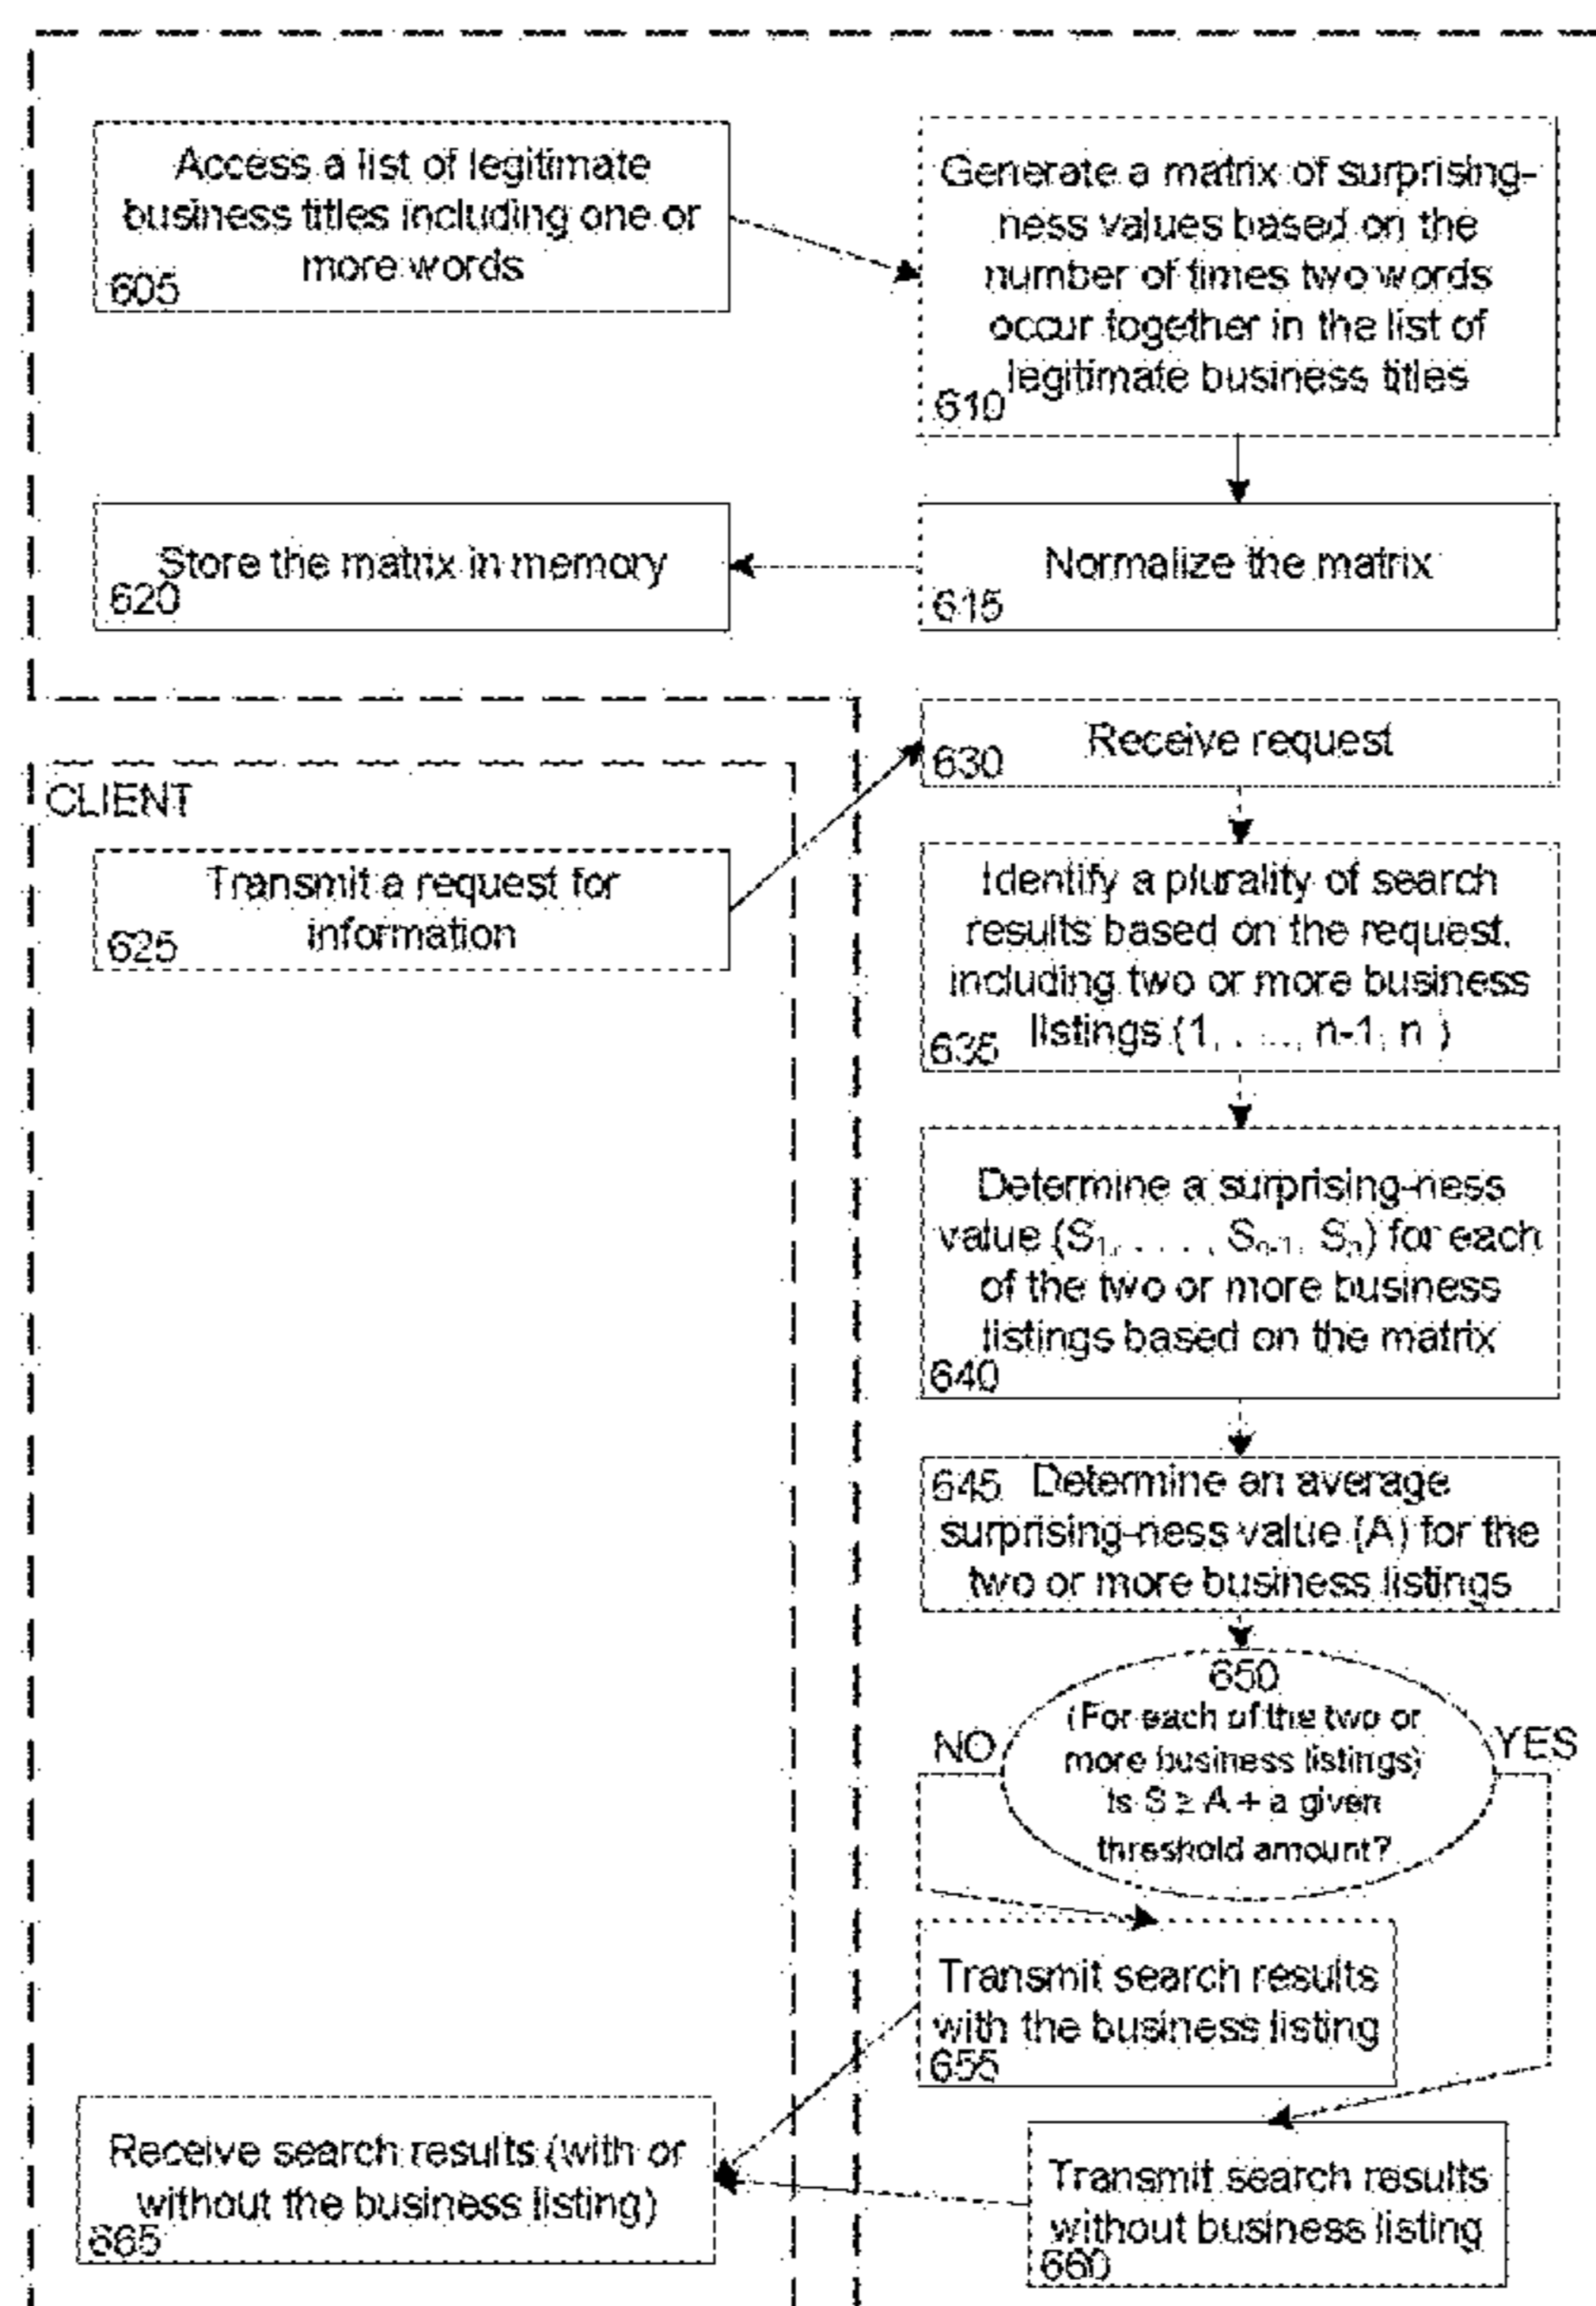 Access a list of legitimate
business titles including one or
more words
605
Generate a matrix of surprising-
ness values based on the
number of times two words
occur together in the list of
legitimate business titles
610
Store the matrix in memory
620
Normalize the matrix
615
Receive request
630
CLIENT
Transmit a request for
information
625
Identify a plurality of search
results based on the request,
including two or more business
listings (1, . . ., n-1, n )
635
Determine a surprising-ness
value (S1, . . . , Sn-1, Sn) for each
of the two or more business
listings based on the matrix
640
645 Determine an average
surprising-ness value (A) for the
two or more business listings
650
(For each of the two or
more business listings)
Is S ≥ A + a given
threshold amount?
NO
YES
Transmit search results
with the business listing
655
Receive search results (with or
without the business listing)
665
Transmit search results
without business listing
660